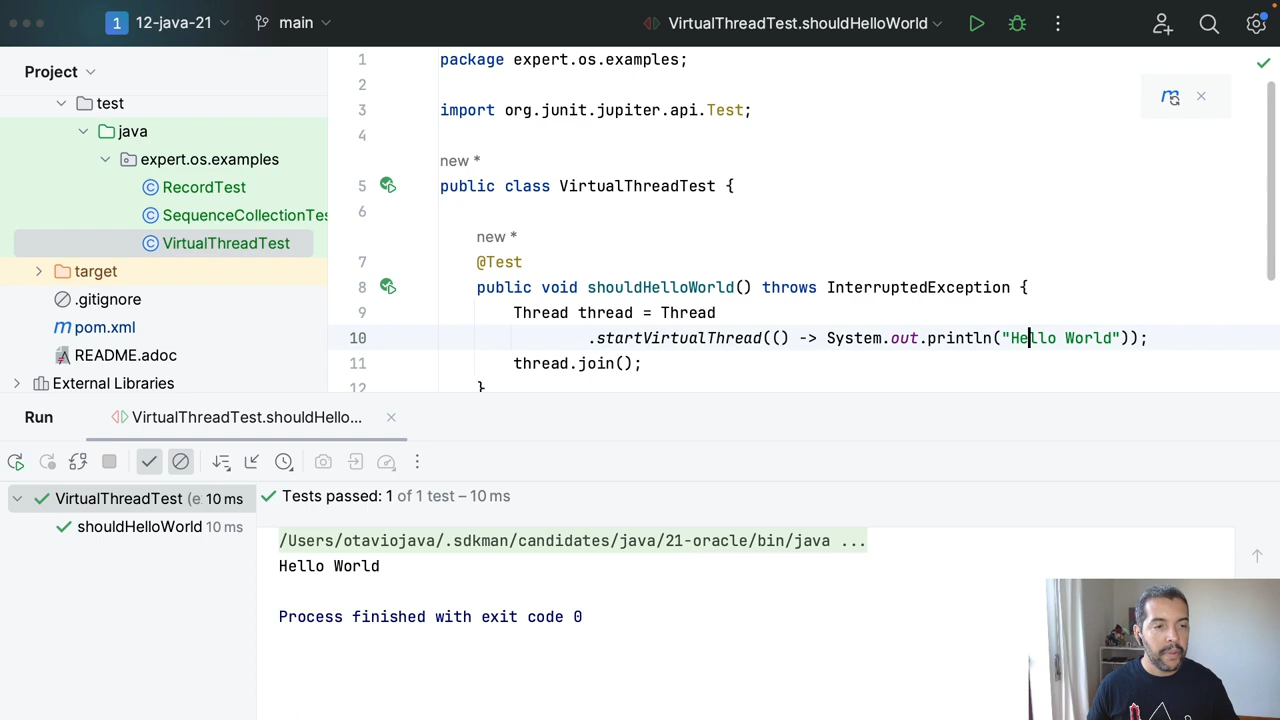 1 12-java-21 main VirtualThreadTest.shouldHelloWorld
Project
test
java
expert.os.examples
RecordTest
SequenceCollectionTes
VirtualThreadTest
target
.gitignore
pom.xml
README.adoc
External Libraries
1 package expert.os.examples;
2
3 import org.junit.jupiter.api.Test;
4
new *
5 public class VirtualThreadTest {
6
new *
7 @Test
8 public void shouldHelloWorld() throws InterruptedException {
9 Thread thread = Thread
10 .startVirtualThread(() -> System.out.println("Hello World"));
11 thread.join();
12 }
Run VirtualThreadTest.shouldHello...
VirtualThreadTest (e 10 ms
shouldHelloWorld 10 ms
Tests passed: 1 of 1 test – 10 ms
/Users/otaviojava/.sdkman/candidates/java/21-oracle/bin/java ...
Hello World
Process finished with exit code 0